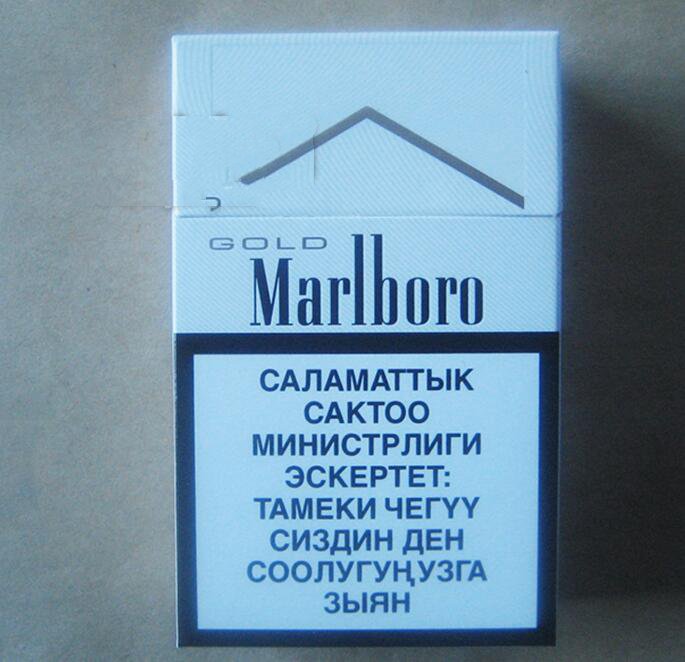 GOLD
Marlboro
САЛАМАТТЫК
САКТОО
МИНИСТРЛИГИ
ЭСКЕРТЕТ:
ТАМЕКИ ЧЕГҮҮ
СИЗДИН ДЕН
СООЛУГУҢУЗГА
ЗЫЯН